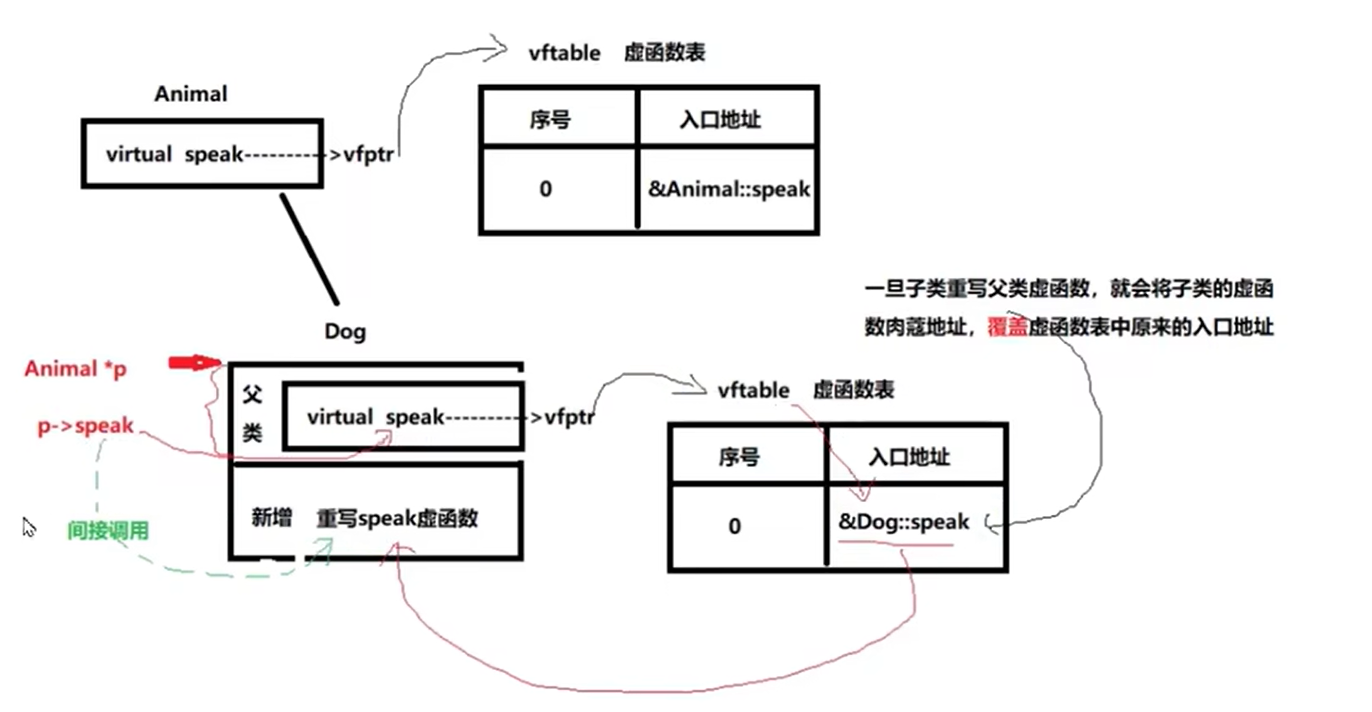 vftable 虚函数表
Animal
序号 入口地址
virtual speak--------->vfptr
0 &Animal::speak
一旦子类重写父类虚函数，就会将子类的虚函
数肉蔻地址，覆盖虚函数表中原来的入口地址
Dog
Animal *p
父类
vftable 虚函数表
virtual speak--------->vfptr
p->speak
序号 入口地址
新增 重写speak虚函数
0 &Dog::speak
间接调用